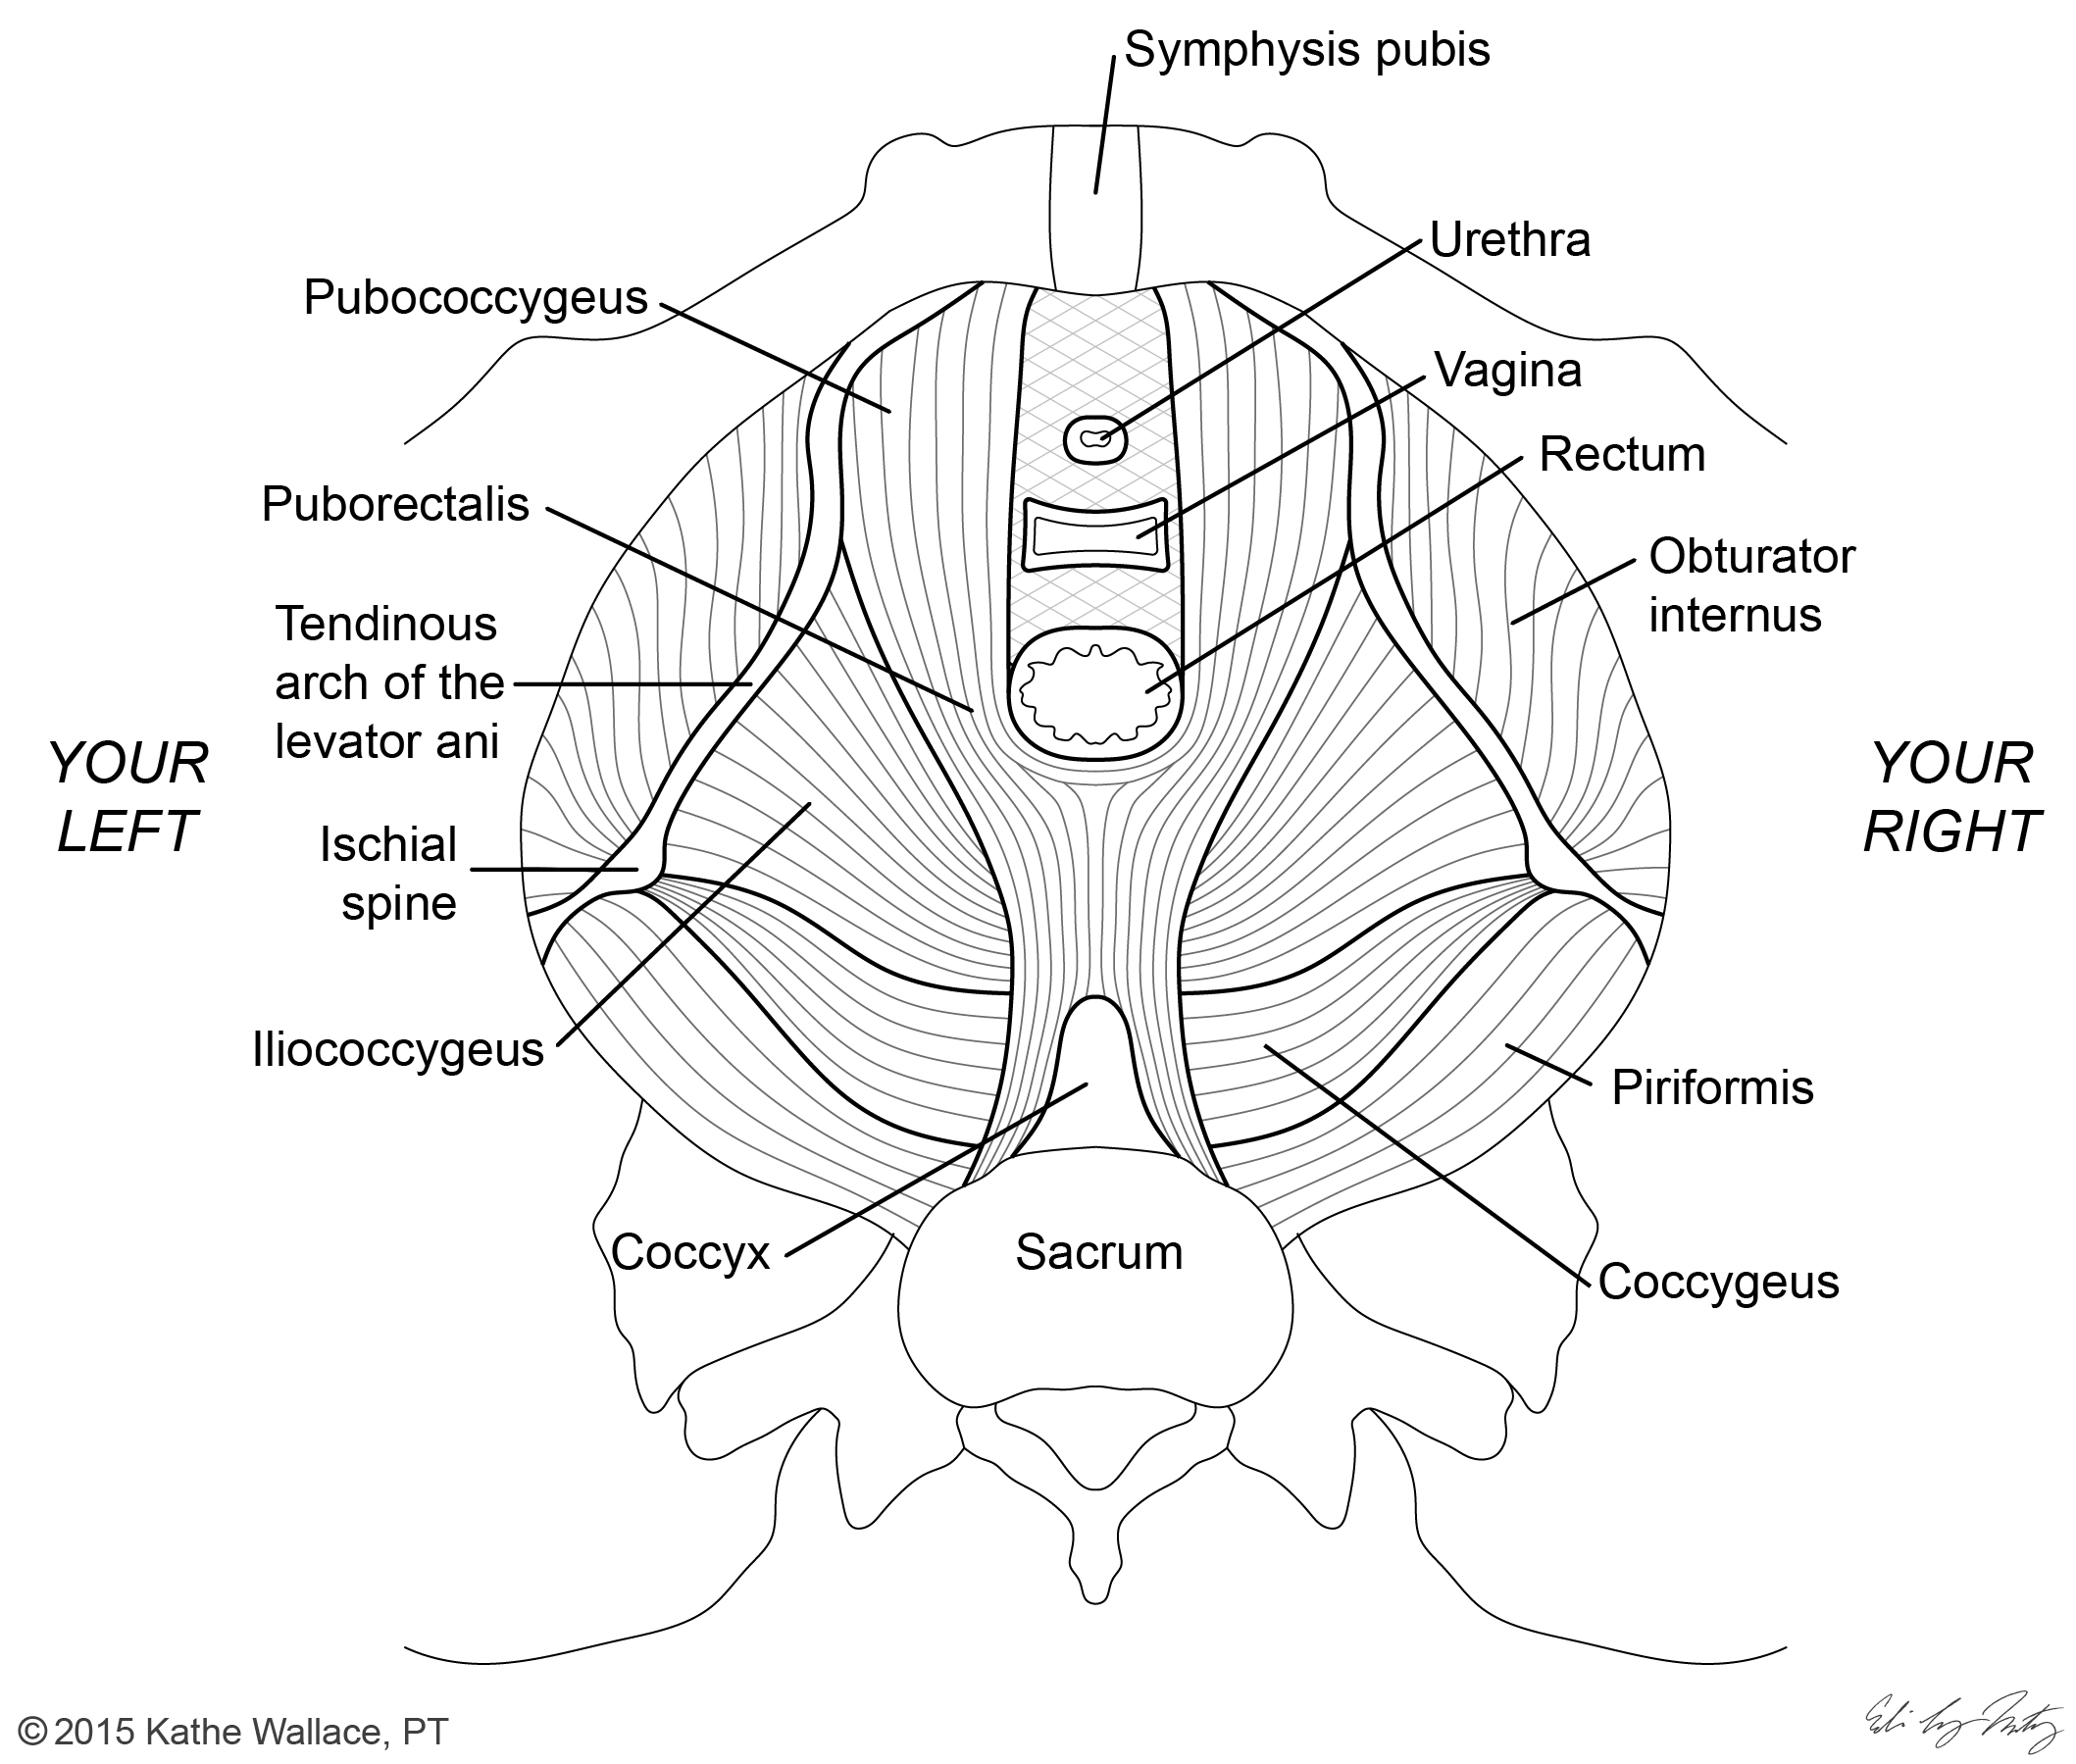 Symphysis pubis
Urethra
Pubococcygeus
Vagina
Rectum
Puborectalis
Obturator
internus
Tendinous
arch of the
levator ani
YOUR
LEFT
YOUR
RIGHT
Ischial
spine
Iliococcygeus
Piriformis
Coccyx
Sacrum
Coccygeus
© 2015 Kathe Wallace, PT